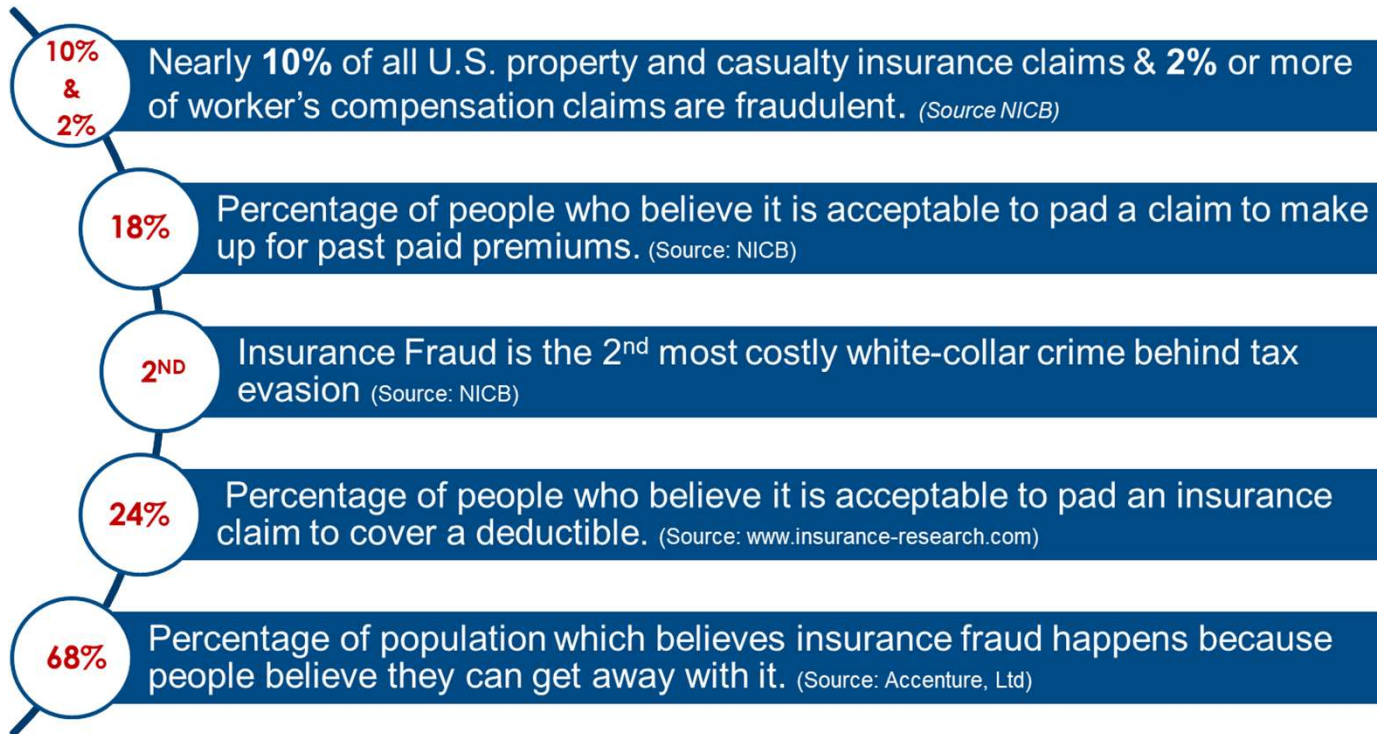 10%
&
2%
Nearly 10% of all U.S. property and casualty insurance claims & 2% or more
of worker’s compensation claims are fraudulent. (Source NICB)
18%
Percentage of people who believe it is acceptable to pad a claim to make
up for past paid premiums. (Source: NICB)
2ND
Insurance Fraud is the 2nd most costly white-collar crime behind tax
evasion (Source: NICB)
24%
Percentage of people who believe it is acceptable to pad an insurance
claim to cover a deductible. (Source: www.insurance-research.com)
68%
Percentage of population which believes insurance fraud happens because
people believe they can get away with it. (Source: Accenture, Ltd)